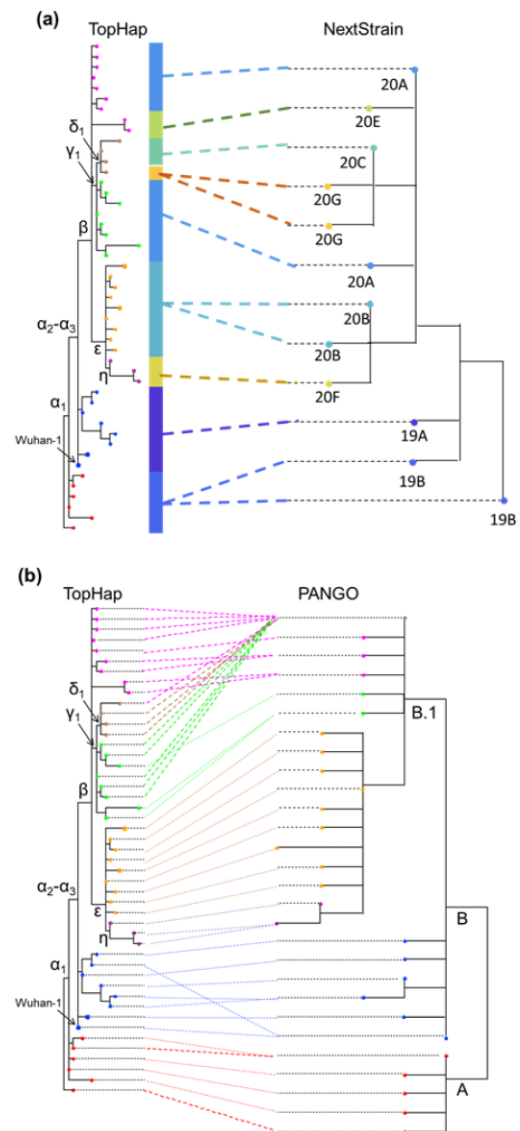 (a)
TopHap NextStrain
20A
20E
δ1
20C
γ1
20G
20G
β
20A
20B
α2-α3
ε
20B
η
20F
α1
19A
Wuhan-1
19B
19B
(b)
TopHap PANGO
δ1
γ1
B.1
β
α2-α3
ε
B
η
α1
Wuhan-1
A